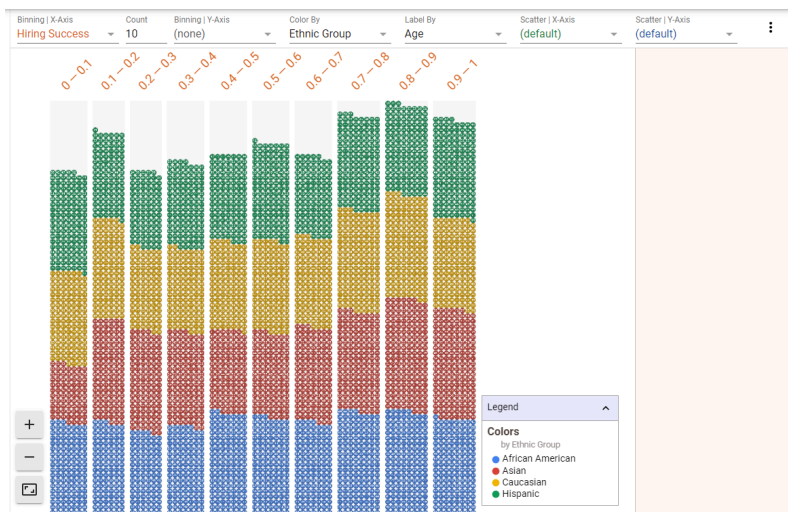 Binning | X-Axis Count Binning | Y-Axis Color By Label By Scatter | X-Axis Scatter | Y-Axis
Hiring Success 10 (none) Ethnic Group Age (default) (default)
0 – 0.1 0.1 – 0.2 0.2 – 0.3 0.3 – 0.4 0.4 – 0.5 0.5 – 0.6 0.6 – 0.7 0.7 – 0.8 0.8 – 0.9 0.9 – 1
Legend
Colors
by Ethnic Group
African American
Asian
Caucasian
Hispanic